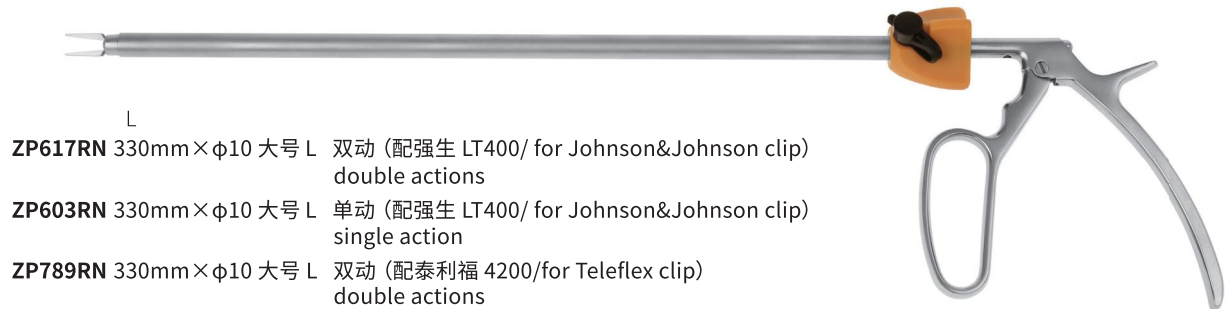 L
ZP617RN 330mm×φ10 大号 L 双动（配强生 LT400/ for Johnson&Johnson clip）
double actions
ZP603RN 330mm×φ10 大号 L 单动（配强生 LT400/ for Johnson&Johnson clip）
single action
ZP789RN 330mm×φ10 大号 L 双动（配泰利福 4200/for Teleflex clip）
double actions